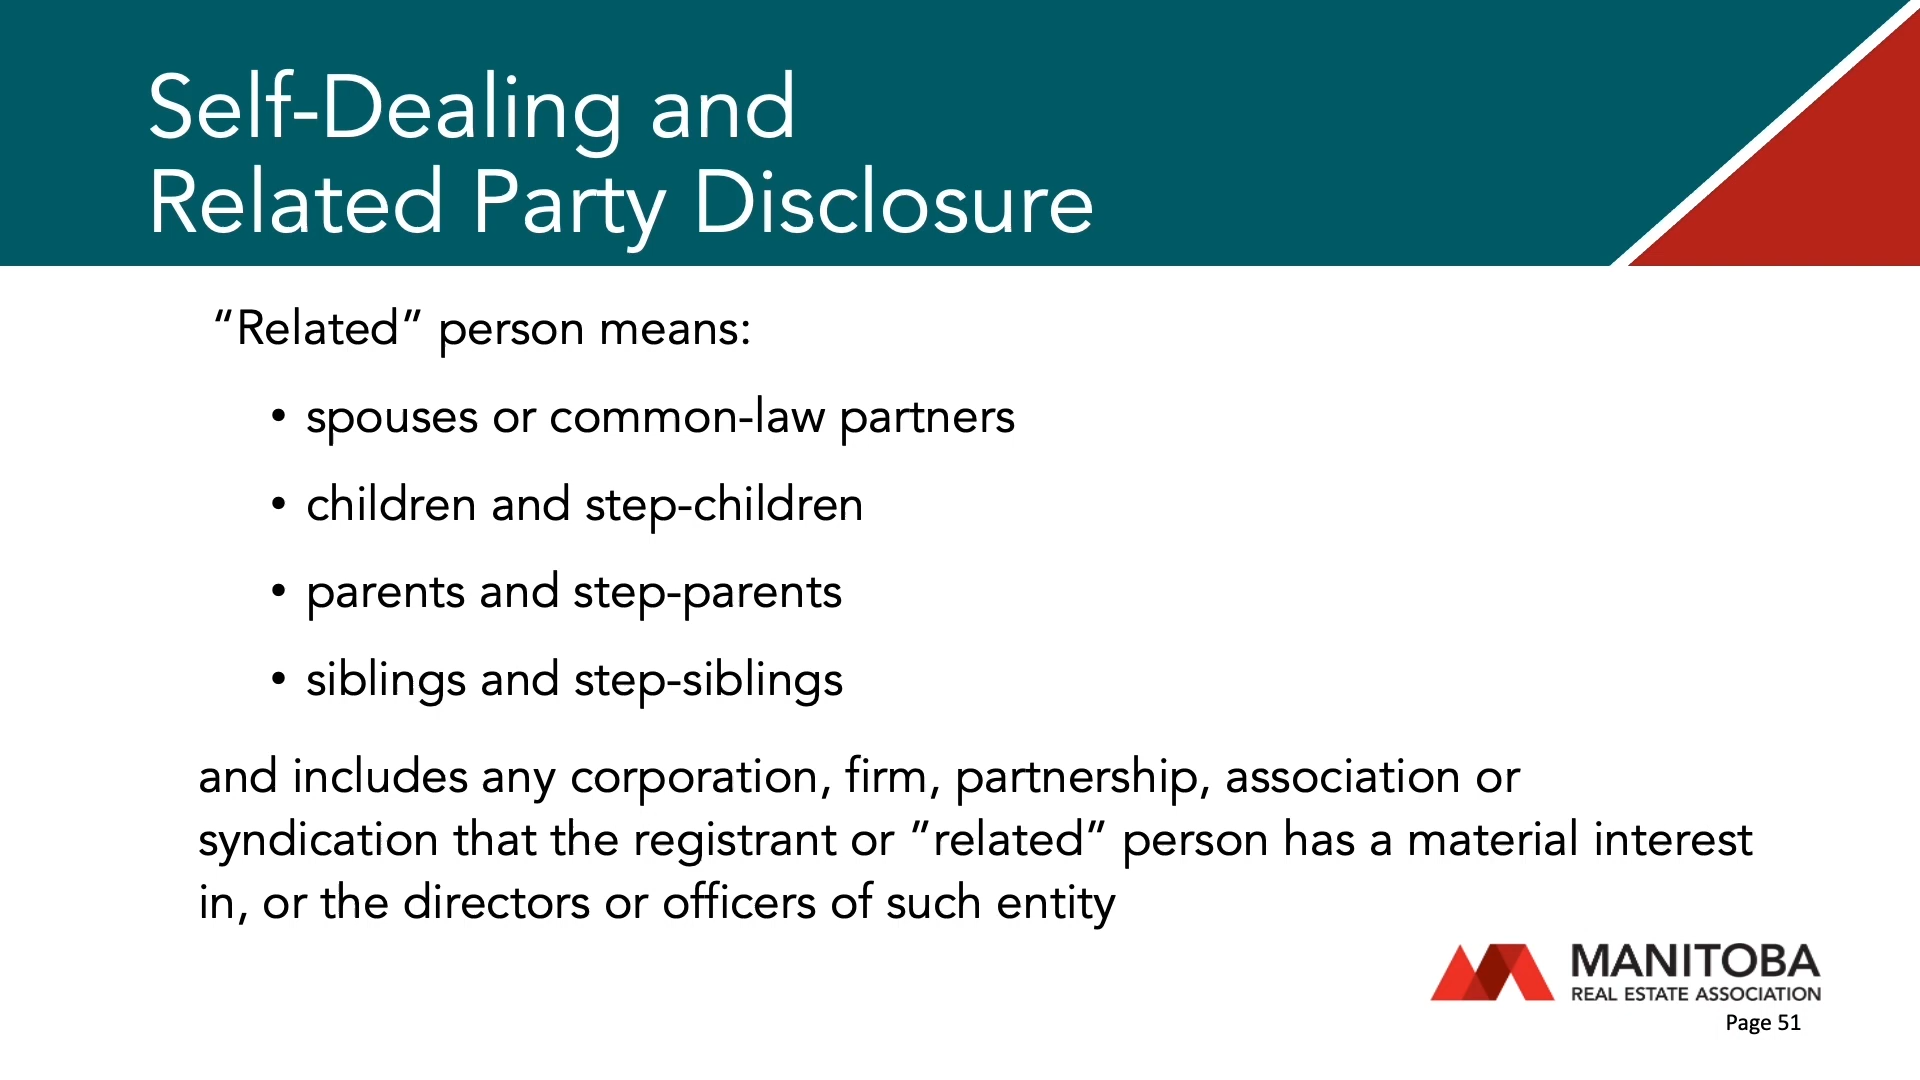 Self-Dealing and
Related Party Disclosure
“Related” person means:
• spouses or common-law partners
• children and step-children
• parents and step-parents
• siblings and step-siblings
and includes any corporation, firm, partnership, association or
syndication that the registrant or ”related” person has a material interest
in, or the directors or officers of such entity
MANITOBA
REAL ESTATE ASSOCIATION
Page 51